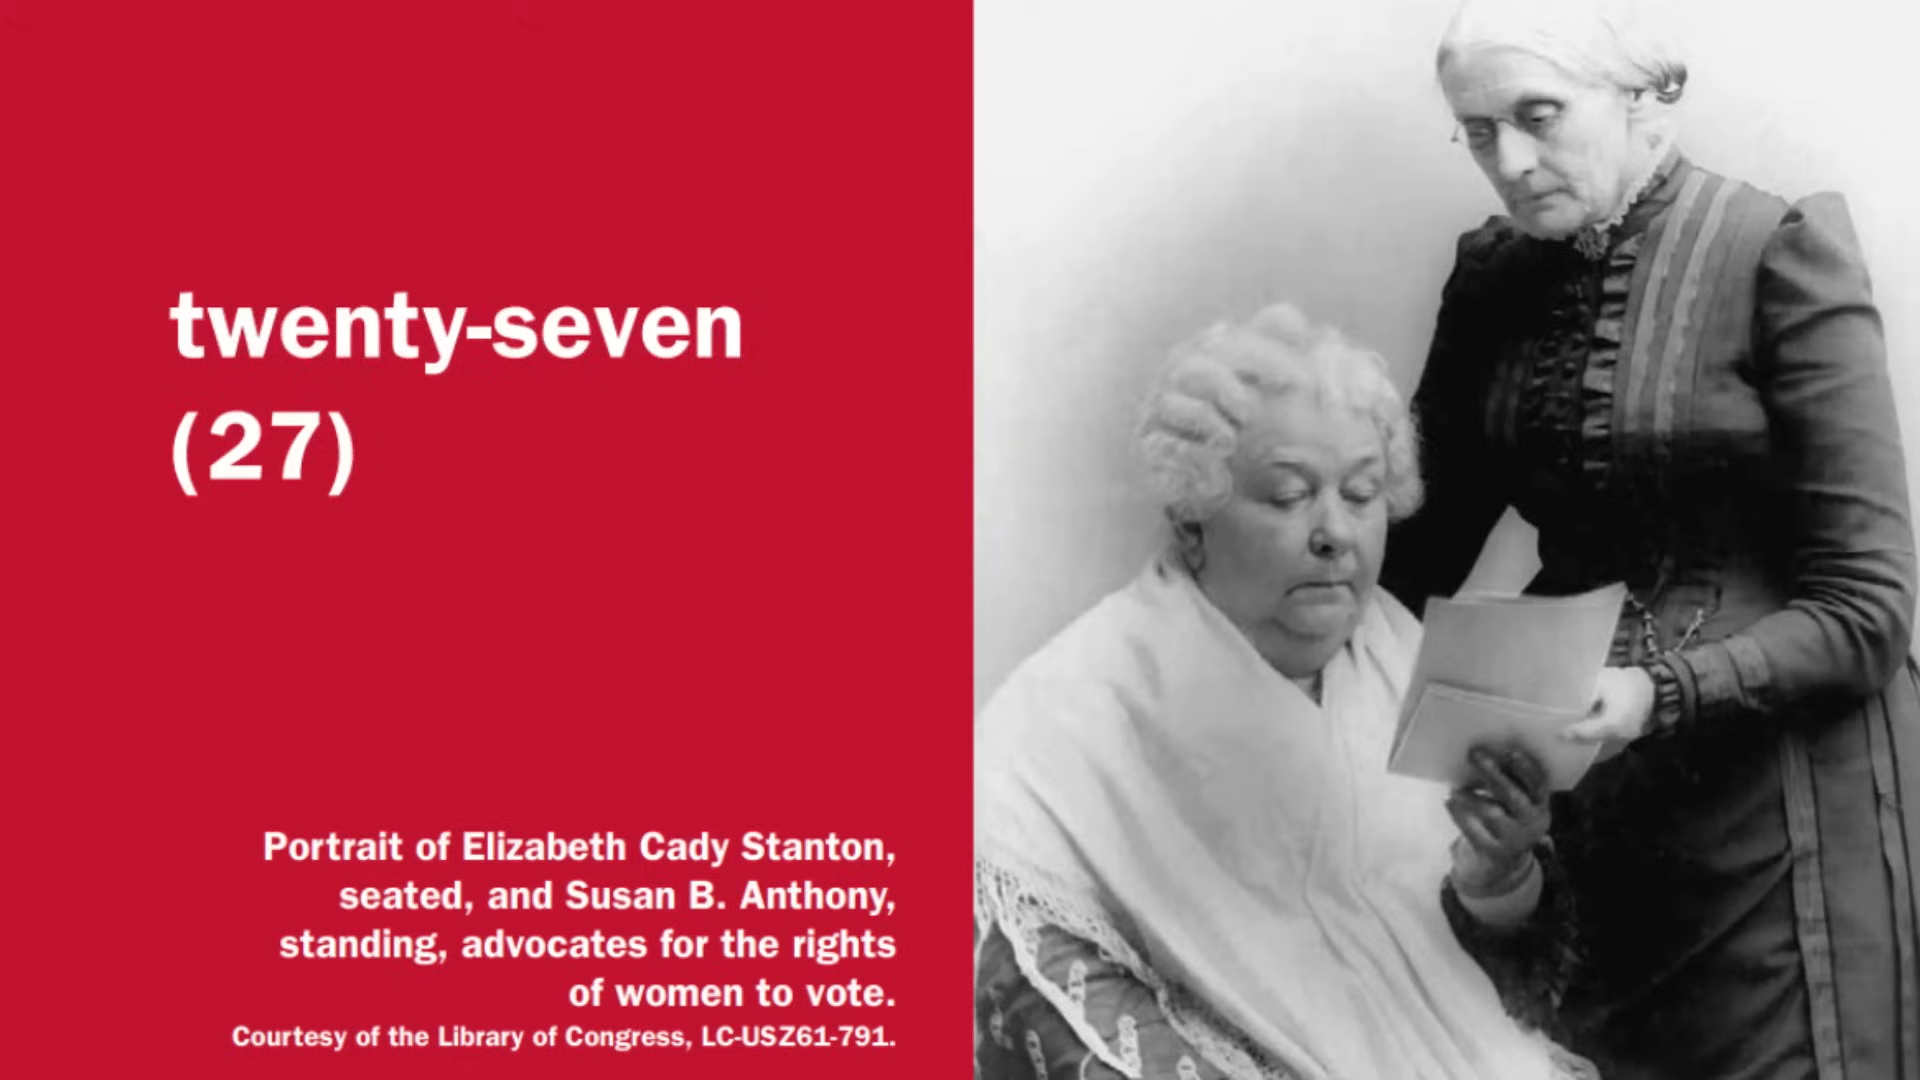 twenty-seven
(27)
Portrait of Elizabeth Cady Stanton,
seated, and Susan B. Anthony,
standing, advocates for the rights
of women to vote.
Courtesy of the Library of Congress, LC-USZ61-791.